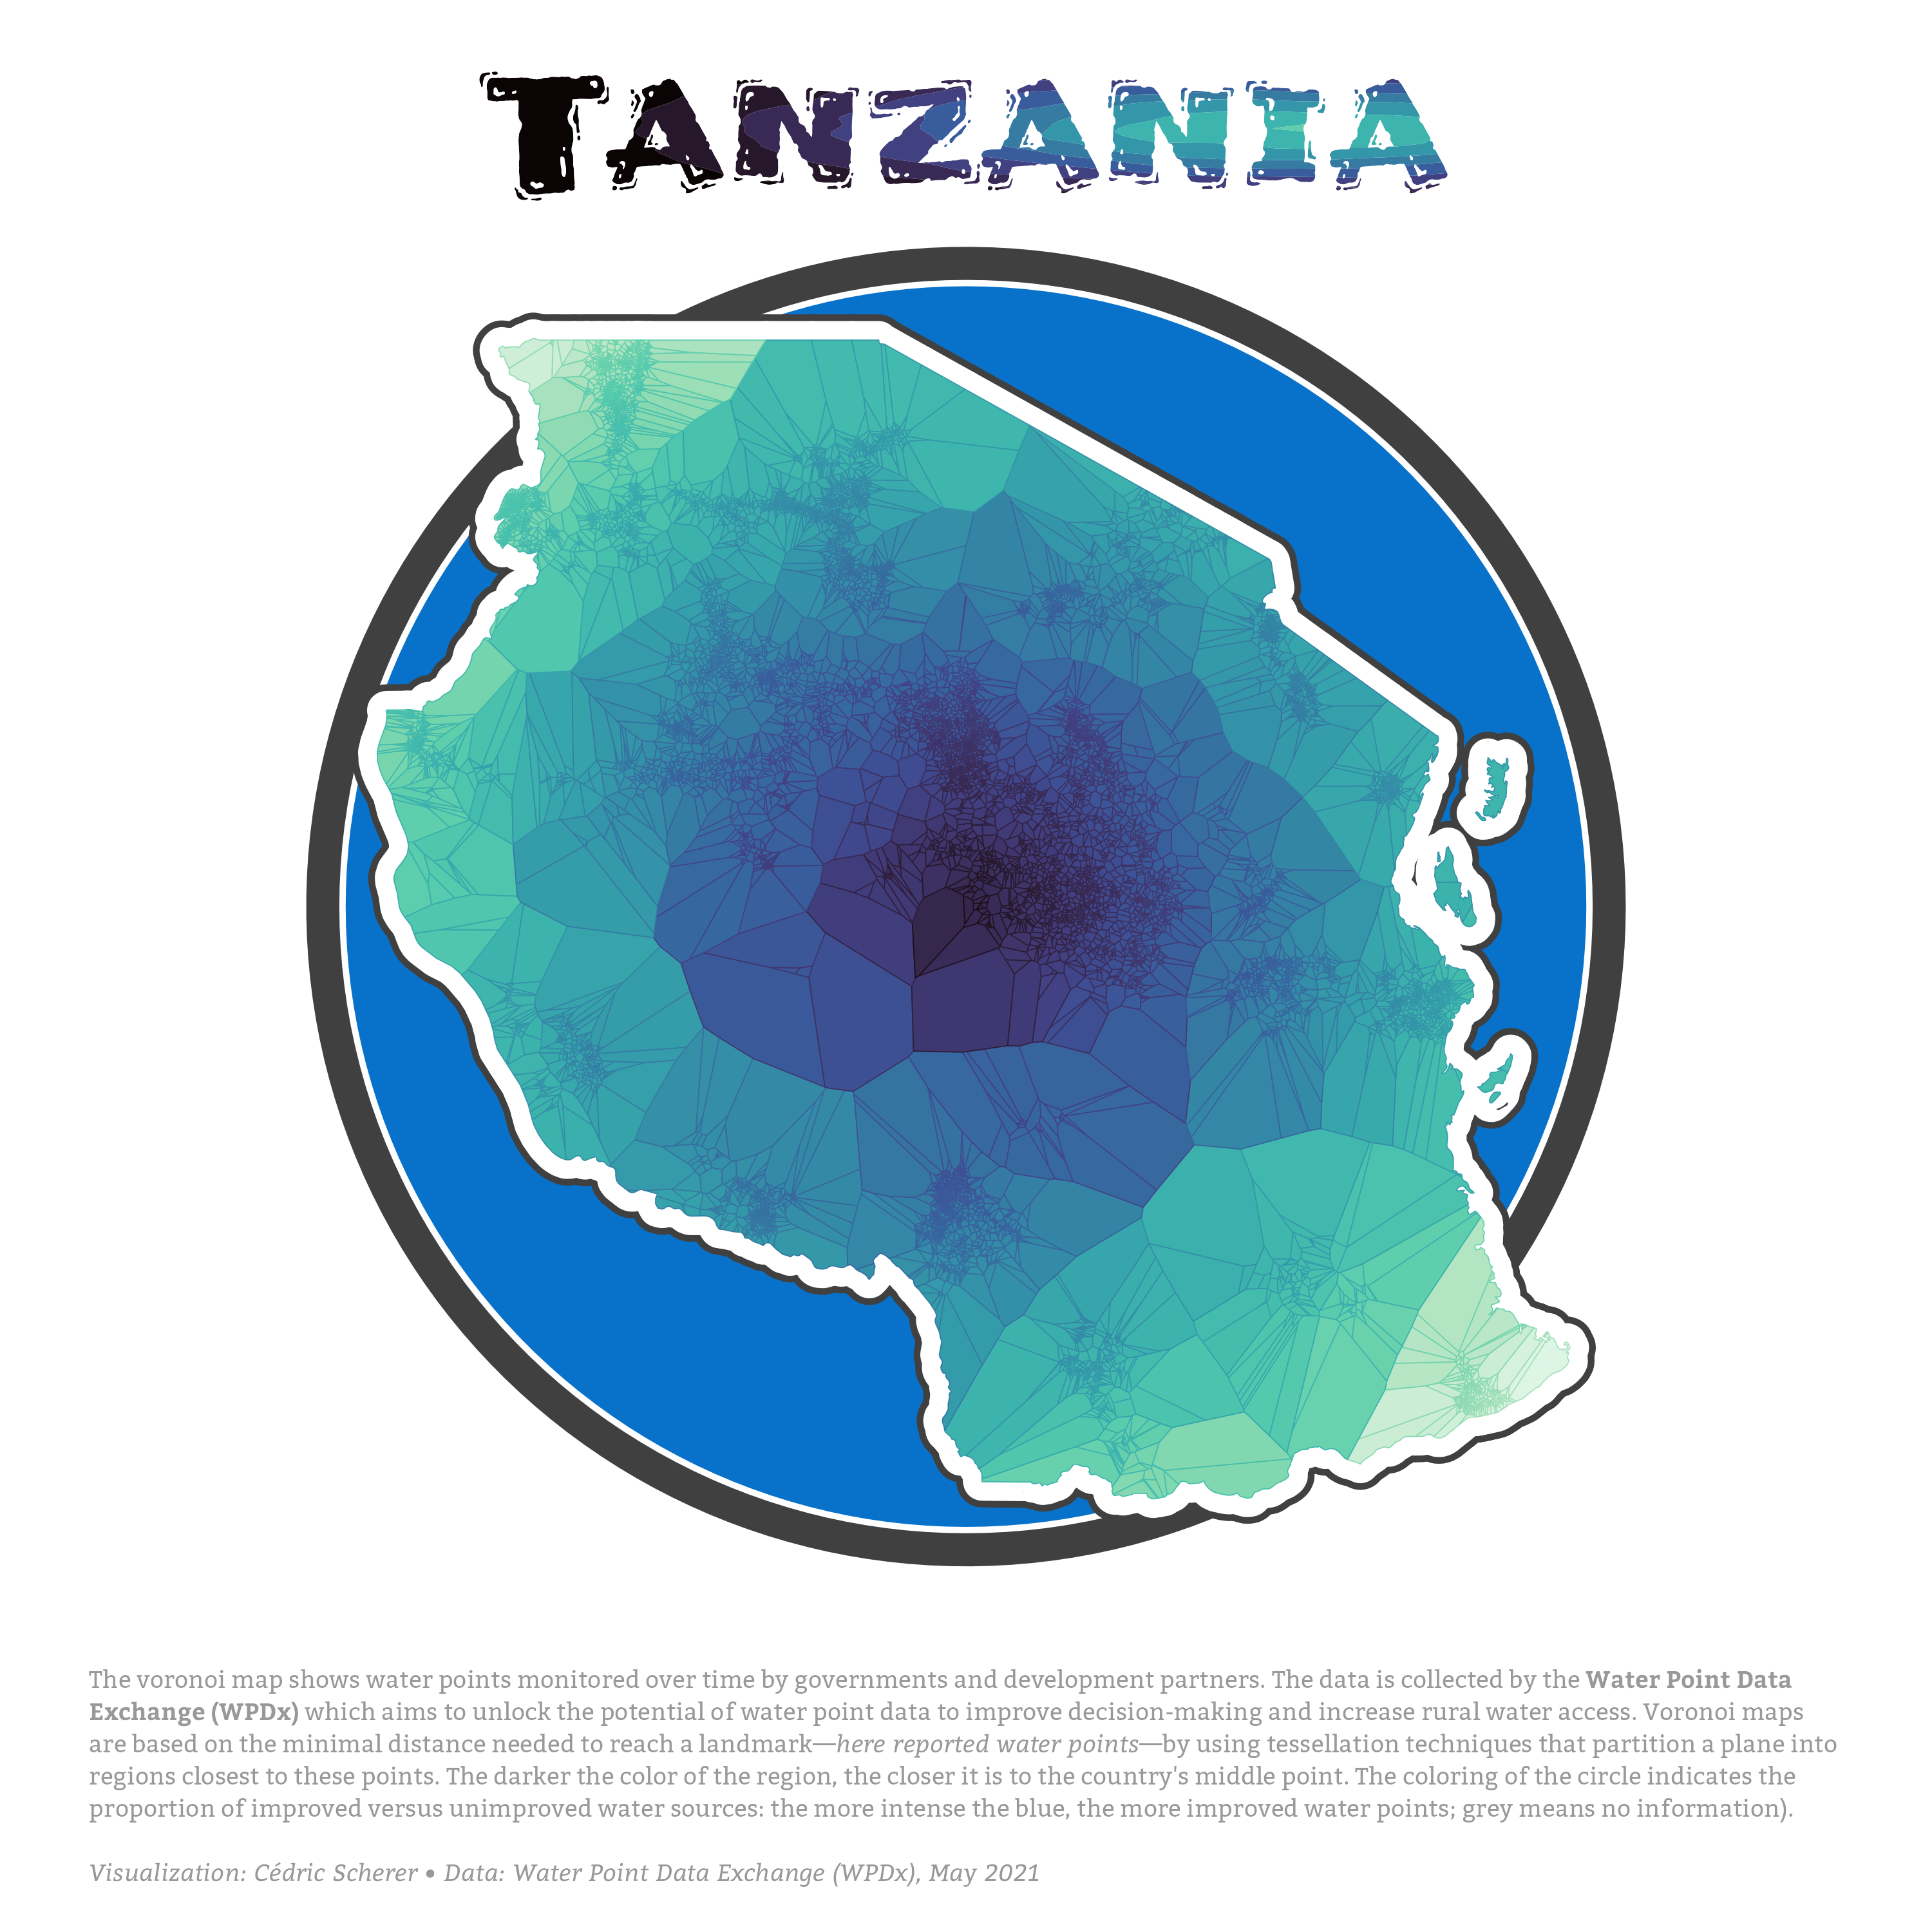 TANZANIA
The voronoi map shows water points monitored over time by governments and development partners. The data is collected by the Water Point Data
Exchange (WPDx) which aims to unlock the potential of water point data to improve decision-making and increase rural water access. Voronoi maps
are based on the minimal distance needed to reach a landmark—here reported water points—by using tessellation techniques that partition a plane into
regions closest to these points. The darker the color of the region, the closer it is to the country's middle point. The coloring of the circle indicates the
proportion of improved versus unimproved water sources: the more intense the blue, the more improved water points; grey means no information).
Visualization: Cédric Scherer • Data: Water Point Data Exchange (WPDx), May 2021